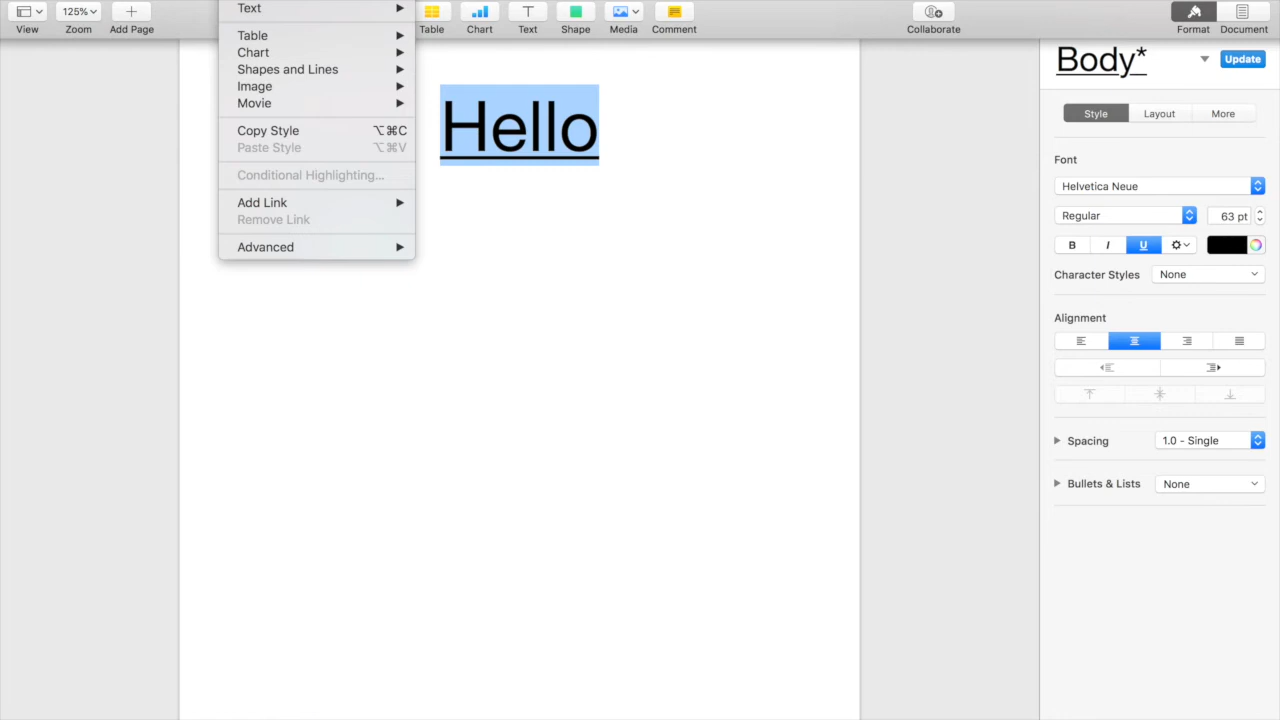 125%
View
Zoom
Add Page
Table
Chart
Text
Shape
Media
Comment
Collaborate
Format
Document
Text
Table
Chart
Shapes and Lines
Image
Movie
Copy Style ⌥⌘C
Paste Style ⌥⌘V
Conditional Highlighting...
Add Link
Remove Link
Advanced
Hello
Body* Update
Style Layout More
Font
Helvetica Neue
Regular 63 pt
B I U
Character Styles None
Alignment
Spacing 1.0 - Single
Bullets & Lists None